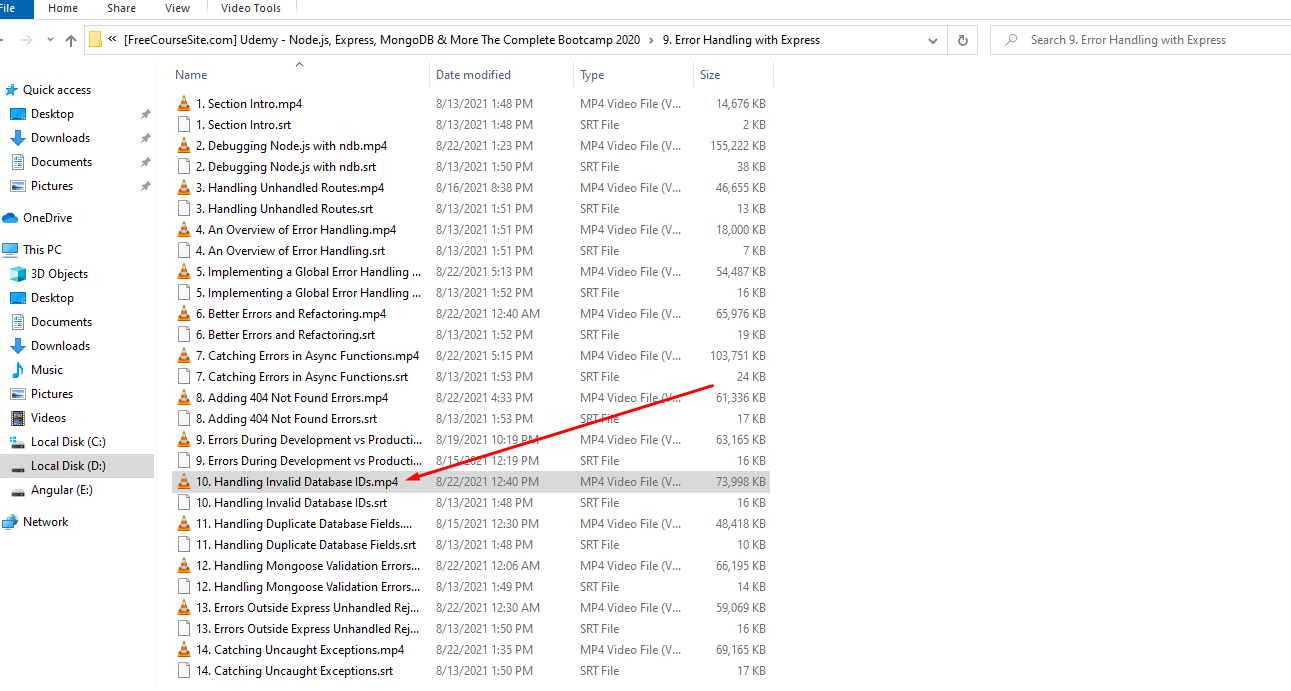 File Home Share View Video Tools
« [FreeCourseSite.com] Udemy - Node.js, Express, MongoDB & More The Complete Bootcamp 2020 › 9. Error Handling with Express Search 9. Error Handling with Express
Name Date modified Type Size
Quick access
Desktop
Downloads
Documents
Pictures
OneDrive
This PC
3D Objects
Desktop
Documents
Downloads
Music
Pictures
Videos
Local Disk (C:)
Local Disk (D:)
Angular (E:)
Network
1. Section Intro.mp4 8/13/2021 1:48 PM MP4 Video File (V... 14,676 KB
1. Section Intro.srt 8/13/2021 1:48 PM SRT File 2 KB
2. Debugging Node.js with ndb.mp4 8/22/2021 1:23 PM MP4 Video File (V... 155,222 KB
2. Debugging Node.js with ndb.srt 8/13/2021 1:50 PM SRT File 38 KB
3. Handling Unhandled Routes.mp4 8/16/2021 8:38 PM MP4 Video File (V... 46,655 KB
3. Handling Unhandled Routes.srt 8/13/2021 1:51 PM SRT File 13 KB
4. An Overview of Error Handling.mp4 8/13/2021 1:51 PM MP4 Video File (V... 18,000 KB
4. An Overview of Error Handling.srt 8/13/2021 1:51 PM SRT File 7 KB
5. Implementing a Global Error Handling ... 8/22/2021 5:13 PM MP4 Video File (V... 54,487 KB
5. Implementing a Global Error Handling ... 8/13/2021 1:52 PM SRT File 16 KB
6. Better Errors and Refactoring.mp4 8/22/2021 12:40 AM MP4 Video File (V... 65,976 KB
6. Better Errors and Refactoring.srt 8/13/2021 1:52 PM SRT File 19 KB
7. Catching Errors in Async Functions.mp4 8/22/2021 5:15 PM MP4 Video File (V... 103,751 KB
7. Catching Errors in Async Functions.srt 8/13/2021 1:53 PM SRT File 24 KB
8. Adding 404 Not Found Errors.mp4 8/22/2021 4:33 PM MP4 Video File (V... 61,336 KB
8. Adding 404 Not Found Errors.srt 8/13/2021 1:53 PM SRT File 17 KB
9. Errors During Development vs Producti... 8/19/2021 10:19 PM MP4 Video File (V... 63,165 KB
9. Errors During Development vs Producti... 8/15/2021 12:19 PM SRT File 16 KB
10. Handling Invalid Database IDs.mp4 8/22/2021 12:40 PM MP4 Video File (V... 73,998 KB
10. Handling Invalid Database IDs.srt 8/13/2021 1:48 PM SRT File 16 KB
11. Handling Duplicate Database Fields.... 8/15/2021 12:30 PM MP4 Video File (V... 48,418 KB
11. Handling Duplicate Database Fields.srt 8/13/2021 1:48 PM SRT File 10 KB
12. Handling Mongoose Validation Errors... 8/22/2021 12:06 AM MP4 Video File (V... 66,195 KB
12. Handling Mongoose Validation Errors... 8/13/2021 1:49 PM SRT File 14 KB
13. Errors Outside Express Unhandled Rej... 8/22/2021 12:30 AM MP4 Video File (V... 59,069 KB
13. Errors Outside Express Unhandled Rej... 8/13/2021 1:50 PM SRT File 16 KB
14. Catching Uncaught Exceptions.mp4 8/22/2021 1:35 PM MP4 Video File (V... 69,165 KB
14. Catching Uncaught Exceptions.srt 8/13/2021 1:50 PM SRT File 17 KB